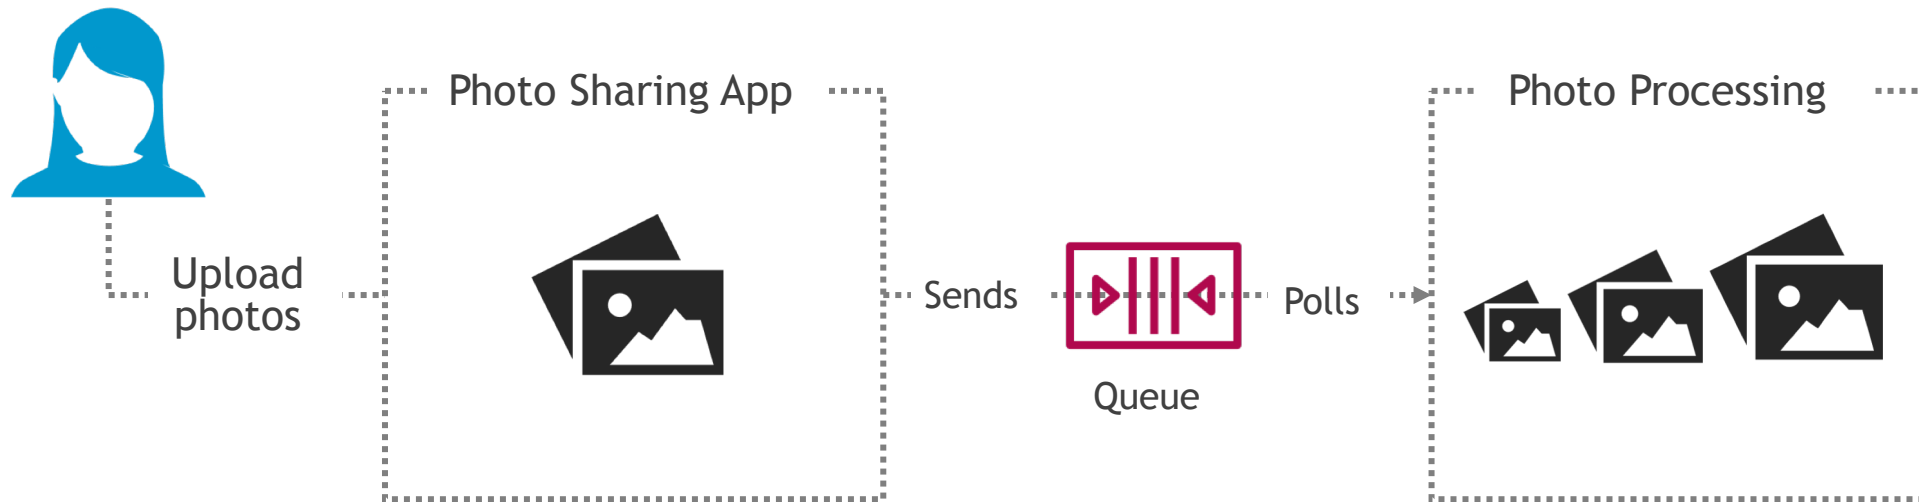 Photo Sharing App
Photo Processing
Upload
photos
Sends
Polls
Queue